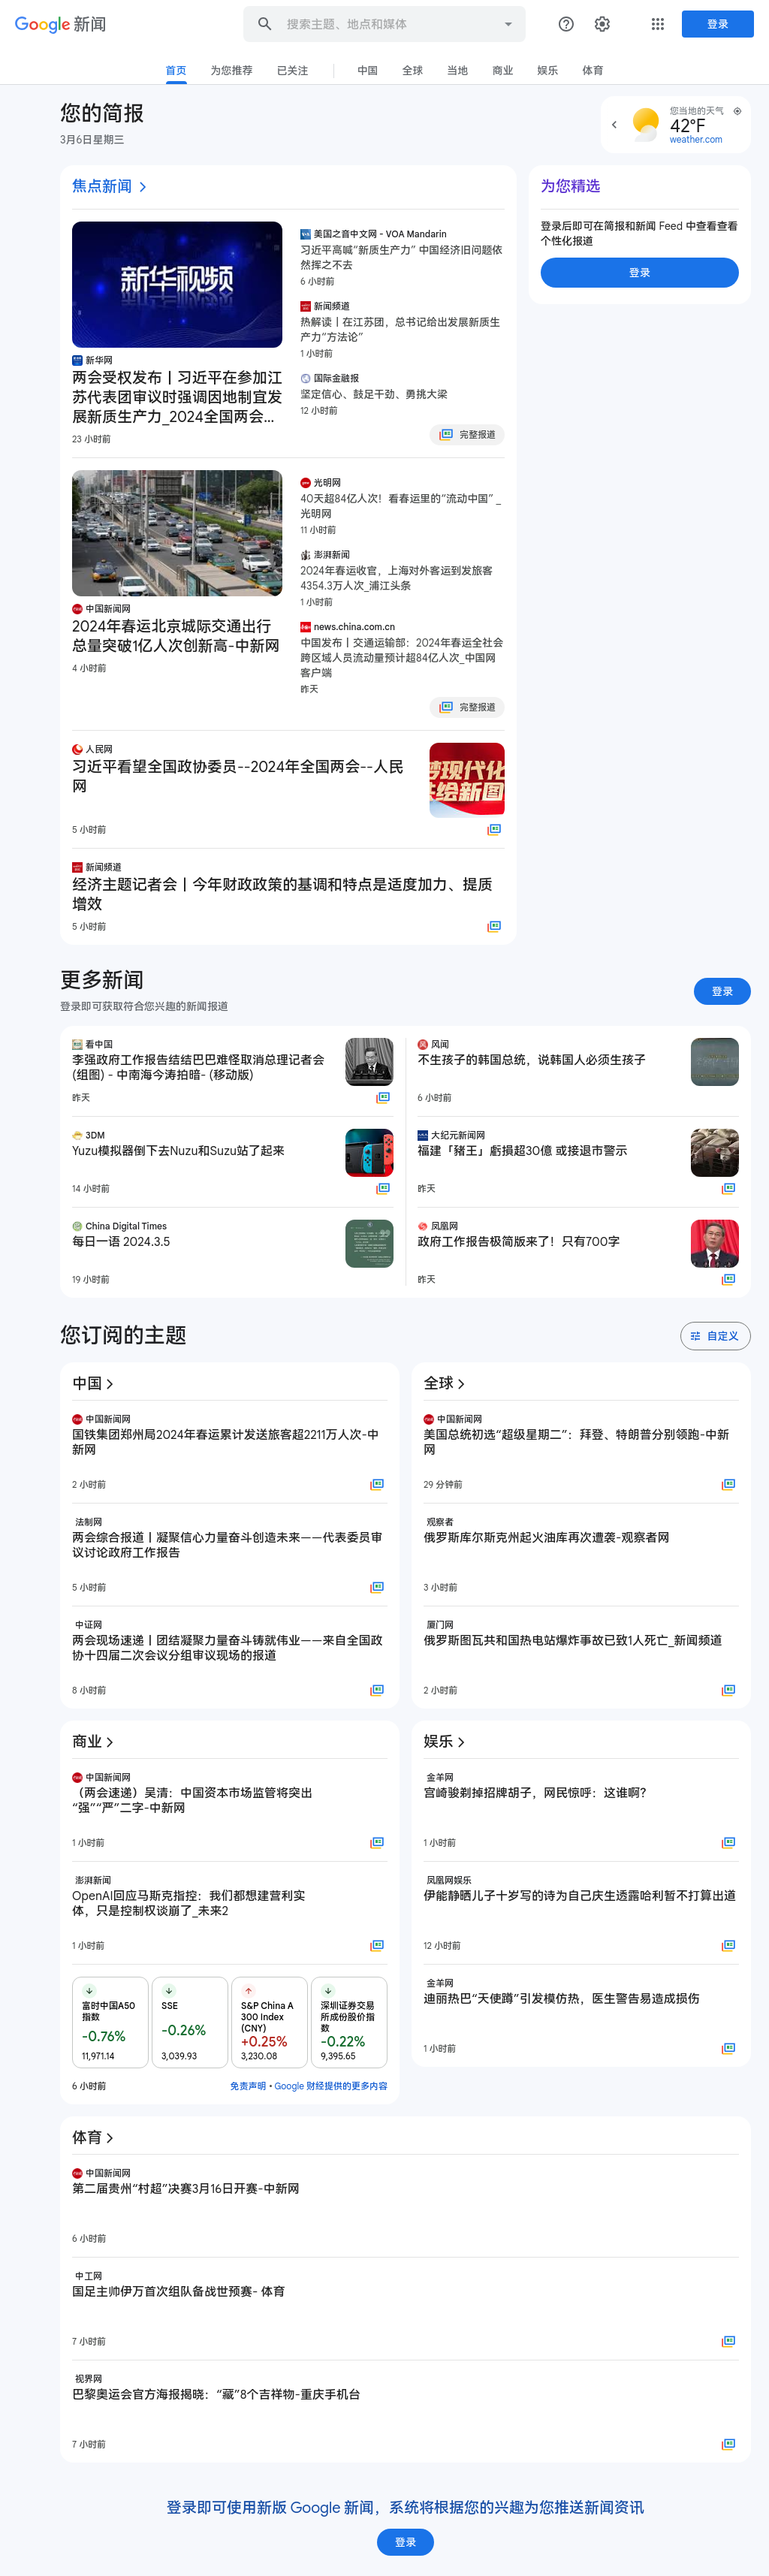 Google 新闻
搜索主题、地点和媒体
登录
首页
为您推荐
已关注
中国
全球
当地
商业
娱乐
体育
您的简报
3月6日星期三
您当地的天气
42°F
weather.com
焦点新闻
新华视频
新华网
两会受权发布丨习近平在参加江
苏代表团审议时强调因地制宜发
展新质生产力_2024全国两会...
23 小时前
美国之音中文网 - VOA Mandarin
习近平高喊“新质生产力” 中国经济旧问题依
然挥之不去
6 小时前
新闻频道
热解读丨在江苏团，总书记给出发展新质生
产力“方法论”
1 小时前
国际金融报
坚定信心、鼓足干劲、勇挑大梁
12 小时前
完整报道
中国新闻网
2024年春运北京城际交通出行
总量突破1亿人次创新高-中新网
4 小时前
光明网
40天超84亿人次！看春运里的“流动中国” _
光明网
11 小时前
澎湃新闻
2024年春运收官，上海对外客运到发旅客
4354.3万人次_浦江头条
1 小时前
news.china.com.cn
中国发布丨交通运输部：2024年春运全社会
跨区域人员流动量预计超84亿人次_中国网
客户端
昨天
完整报道
人民网
习近平看望全国政协委员--2024年全国两会--人民
网
5 小时前
梦现代化
绘新图
新闻频道
经济主题记者会丨今年财政政策的基调和特点是适度加力、提质
增效
5 小时前
为您精选
登录后即可在简报和新闻 Feed 中查看查看
个性化报道
登录
更多新闻
登录即可获取符合您兴趣的新闻报道
登录
看中国
李强政府工作报告结结巴巴难怪取消总理记者会
(组图) - 中南海今涛拍暗- (移动版)
昨天
风闻
不生孩子的韩国总统，说韩国人必须生孩子
6 小时前
3DM
Yuzu模拟器倒下去Nuzu和Suzu站了起来
14 小时前
大纪元新闻网
福建「豬王」虧損超30億 或接退市警示
昨天
China Digital Times
每日一语 2024.3.5
19 小时前
凤凰网
政府工作报告极简版来了！只有700字
昨天
您订阅的主题
自定义
中国
中国新闻网
国铁集团郑州局2024年春运累计发送旅客超2211万人次-中
新网
2 小时前
法制网
两会综合报道丨凝聚信心力量奋斗创造未来——代表委员审
议讨论政府工作报告
5 小时前
中证网
两会现场速递丨团结凝聚力量奋斗铸就伟业——来自全国政
协十四届二次会议分组审议现场的报道
8 小时前
全球
中国新闻网
美国总统初选“超级星期二”：拜登、特朗普分别领跑-中新
网
29 分钟前
观察者
俄罗斯库尔斯克州起火油库再次遭袭-观察者网
3 小时前
厦门网
俄罗斯图瓦共和国热电站爆炸事故已致1人死亡_新闻频道
2 小时前
商业
中国新闻网
（两会速递）吴清：中国资本市场监管将突出
“强”“严”二字-中新网
1 小时前
澎湃新闻
OpenAI回应马斯克指控：我们都想建营利实
体，只是控制权谈崩了_未来2
1 小时前
富时中国A50
指数
-0.76%
11,971.14
SSE
-0.26%
3,039.93
S&P China A
300 Index
(CNY)
+0.25%
3,230.08
深圳证券交易
所成份股价指
数
-0.22%
9,395.65
6 小时前
免责声明 • Google 财经提供的更多内容
娱乐
金羊网
宫崎骏剃掉招牌胡子，网民惊呼：这谁啊？
1 小时前
凤凰网娱乐
伊能静晒儿子十岁写的诗为自己庆生透露哈利暂不打算出道
12 小时前
金羊网
迪丽热巴“天使蹲”引发模仿热，医生警告易造成损伤
1 小时前
体育
中国新闻网
第二届贵州“村超”决赛3月16日开赛-中新网
6 小时前
中工网
国足主帅伊万首次组队备战世预赛- 体育
7 小时前
视界网
巴黎奥运会官方海报揭晓：“藏”8个吉祥物-重庆手机台
7 小时前
登录即可使用新版 Google 新闻，系统将根据您的兴趣为您推送新闻资讯
登录